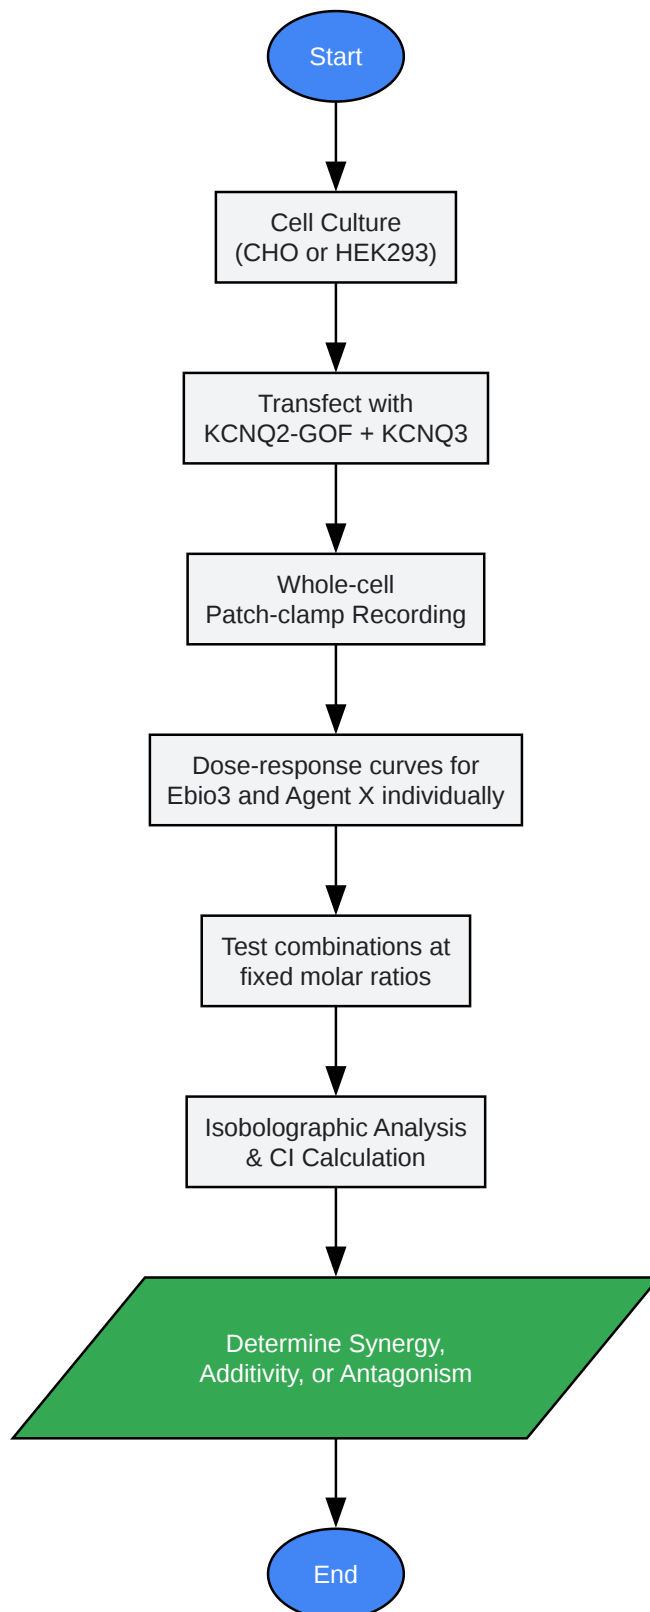 Start
Cell Culture
(CHO or HEK293)
Transfect with
KCNQ2-GOF + KCNQ3
Whole-cell
Patch-clamp Recording
Dose-response curves for
Ebio3 and Agent X individually
Test combinations at
fixed molar ratios
Isobolographic Analysis
& CI Calculation
Determine Synergy,
Additivity, or Antagonism
End